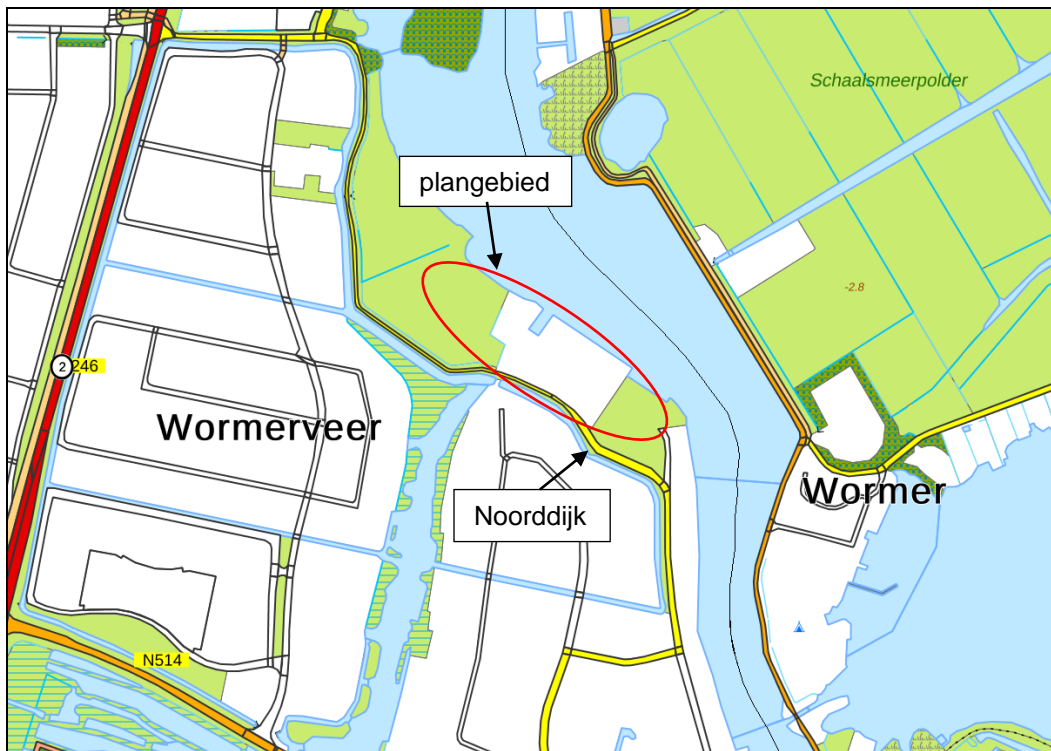 Schaalsmeerpolder
plangebied
-2.8
2
246
Wormerveer
Wormer
Noorddijk
N514